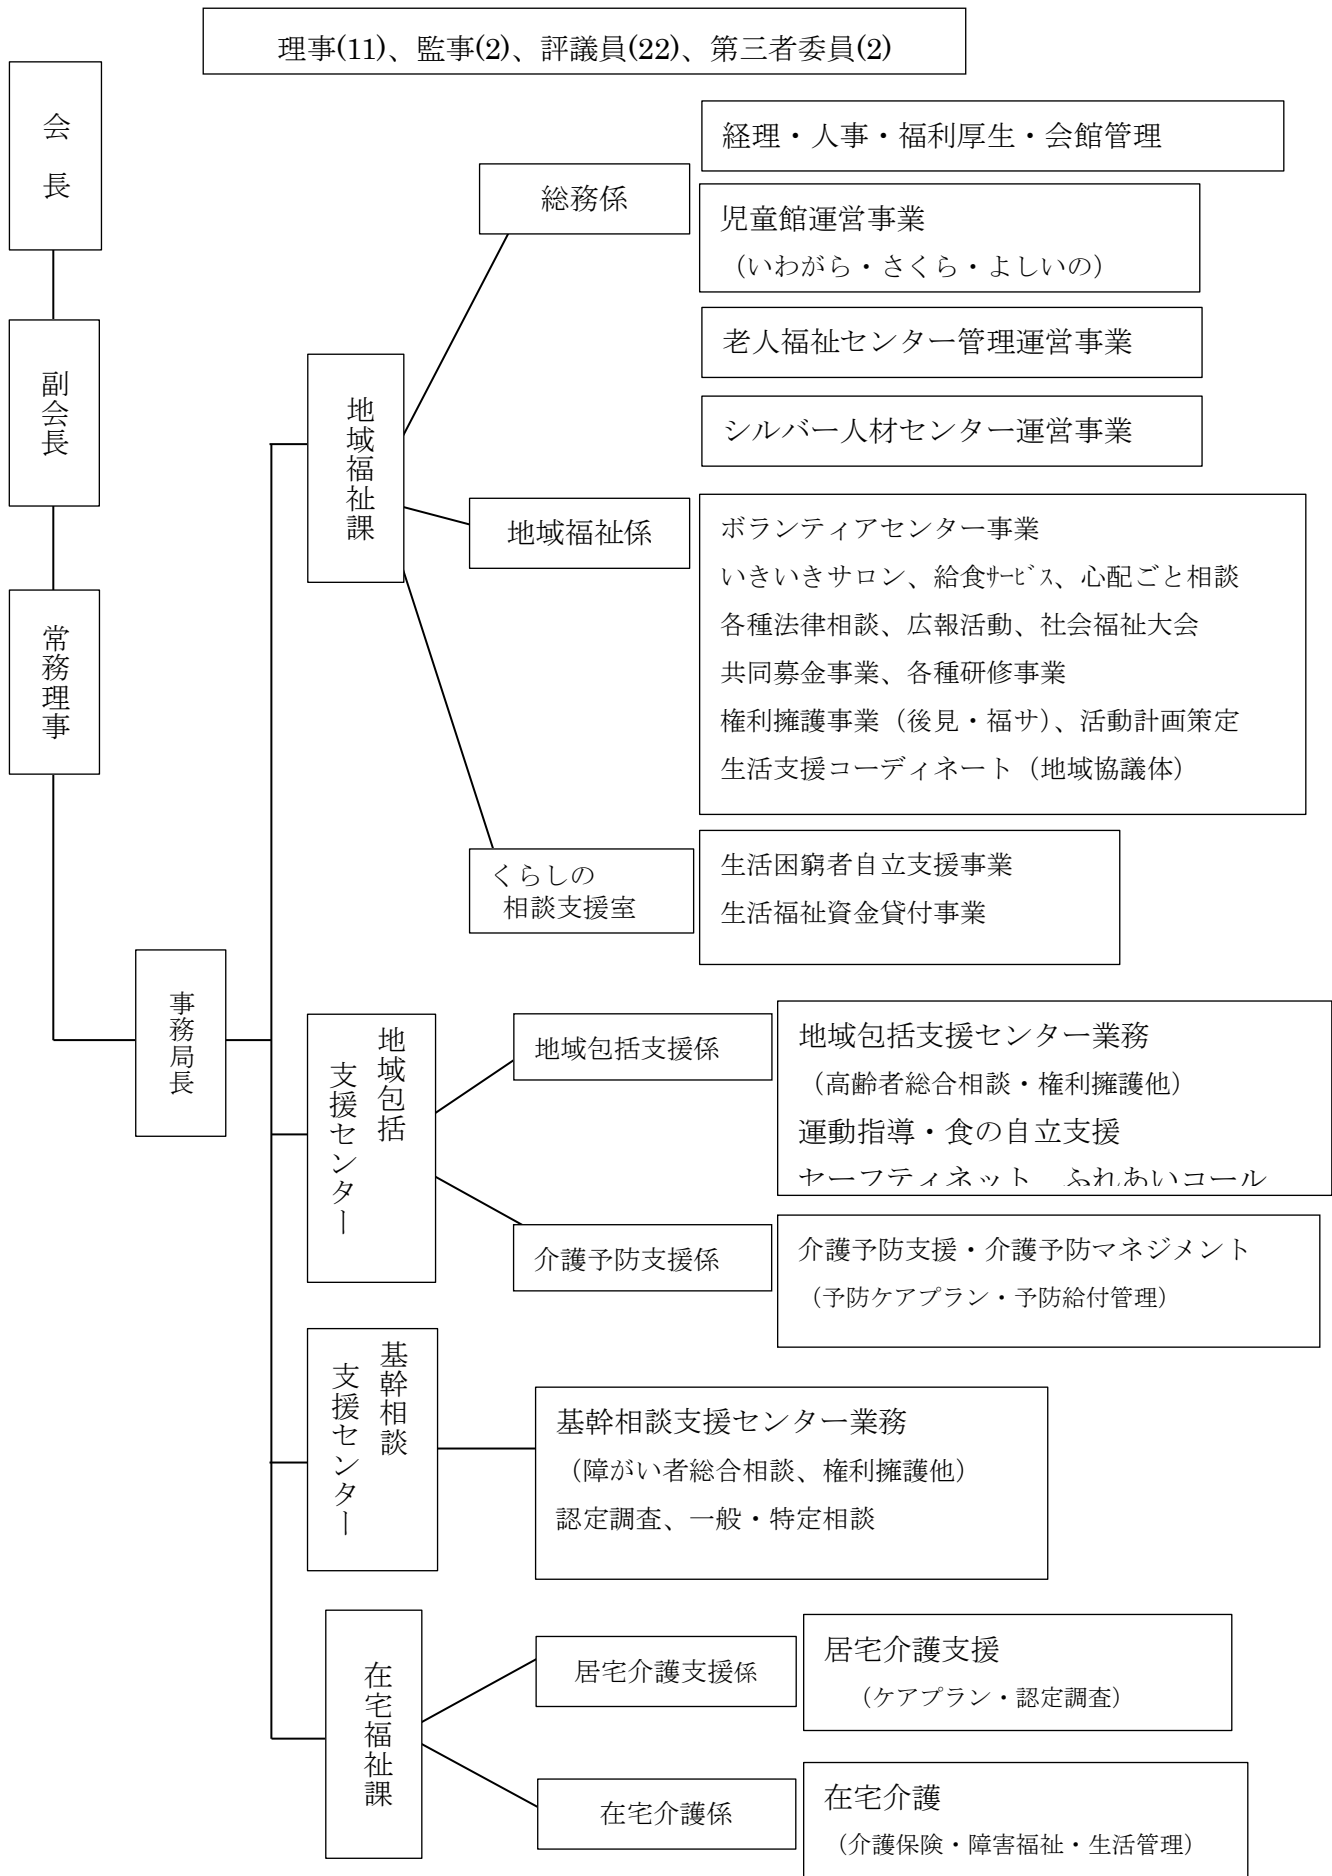 理事(11)、監事(2)、評議員(22)、第三者委員(2)
会長
副会長
常務理事
事務局長
地域福祉課
総務係
経理・人事・福利厚生・会館管理
児童館運営事業
（いわがら・さくら・よしいの）
老人福祉センター管理運営事業
シルバー人材センター運営事業
地域福祉係
ボランティアセンター事業
いきいきサロン、給食ｻｰﾋﾞｽ、心配ごと相談
各種法律相談、広報活動、社会福祉大会
共同募金事業、各種研修事業
権利擁護事業（後見・福サ）、活動計画策定
生活支援コーディネート（地域協議体）
くらしの
相談支援室
生活困窮者自立支援事業
生活福祉資金貸付事業
地域包括
支援センター
地域包括支援係
地域包括支援センター業務
（高齢者総合相談・権利擁護他）
運動指導・食の自立支援
セーフティネット　ふれあいコール
介護予防支援係
介護予防支援・介護予防マネジメント
（予防ケアプラン・予防給付管理）
基幹相談
支援センター
基幹相談支援センター業務
（障がい者総合相談、権利擁護他）
認定調査、一般・特定相談
在宅福祉課
居宅介護支援係
居宅介護支援
（ケアプラン・認定調査）
在宅介護係
在宅介護
（介護保険・障害福祉・生活管理）